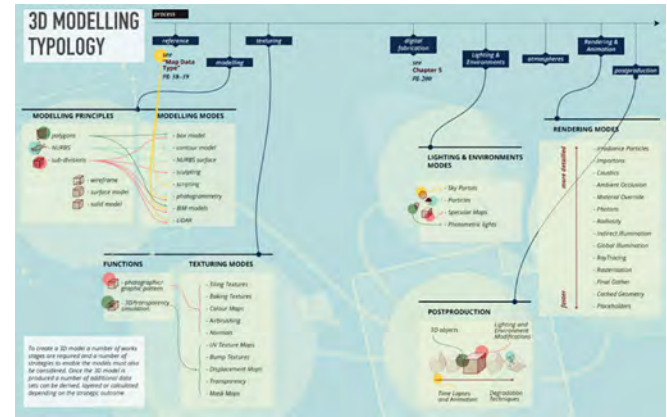 3D MODELLING
TYPOLOGY
process
reference
see
"Map Data
Type"
PB 38-39
modelling
texturing
digital
fabrication
see
Chapter 5
PB 200
Lighting &
Environments
atmospheres
Rendering &
Animation
postproduction
MODELLING PRINCIPLES
polygons
NURBS
sub-divisions
- wireframe
- surface model
- solid model
MODELLING MODES
- box model
- contour model
- NURBS surface
- sculpting
- scripting
- photogrammetry
- BIM models
- LIDAR
LIGHTING & ENVIRONMENTS
MODES
- Sky Portals
- Particles
- Specular Maps
- Photometric lights
RENDERING MODES
more detailed
faster
- Irradiance Particles
- Importons
- Caustics
- Ambient Occlusion
- Material Override
- Photons
- Radiosity
- Indirect Illumination
- Global Illumination
- RayTracing
- Rasterization
- Final Gather
- Cached Geometry
- Placeholders
FUNCTIONS
- photographic/
graphic pattern
- 3D/transparency
simulation
TEXTURING MODES
- Tiling Textures
- Baking Textures
- Colour Maps
- Airbrushing
- Normals
- UV Texture Maps
- Bump Textures
- Displacement Maps
- Transparency
- Mask Maps
POSTPRODUCTION
3D objects
Lighting and
Environment
Modifications
Time Layers
and Animation
Degradation
Techniques
To create a 3D model a number of works
stages are required and a number of
strategies to enable the models must also
be considered. Once the 3D model is
produced a number of additional data
sets can be derived, layered or calculated
depending on the strategic outcome